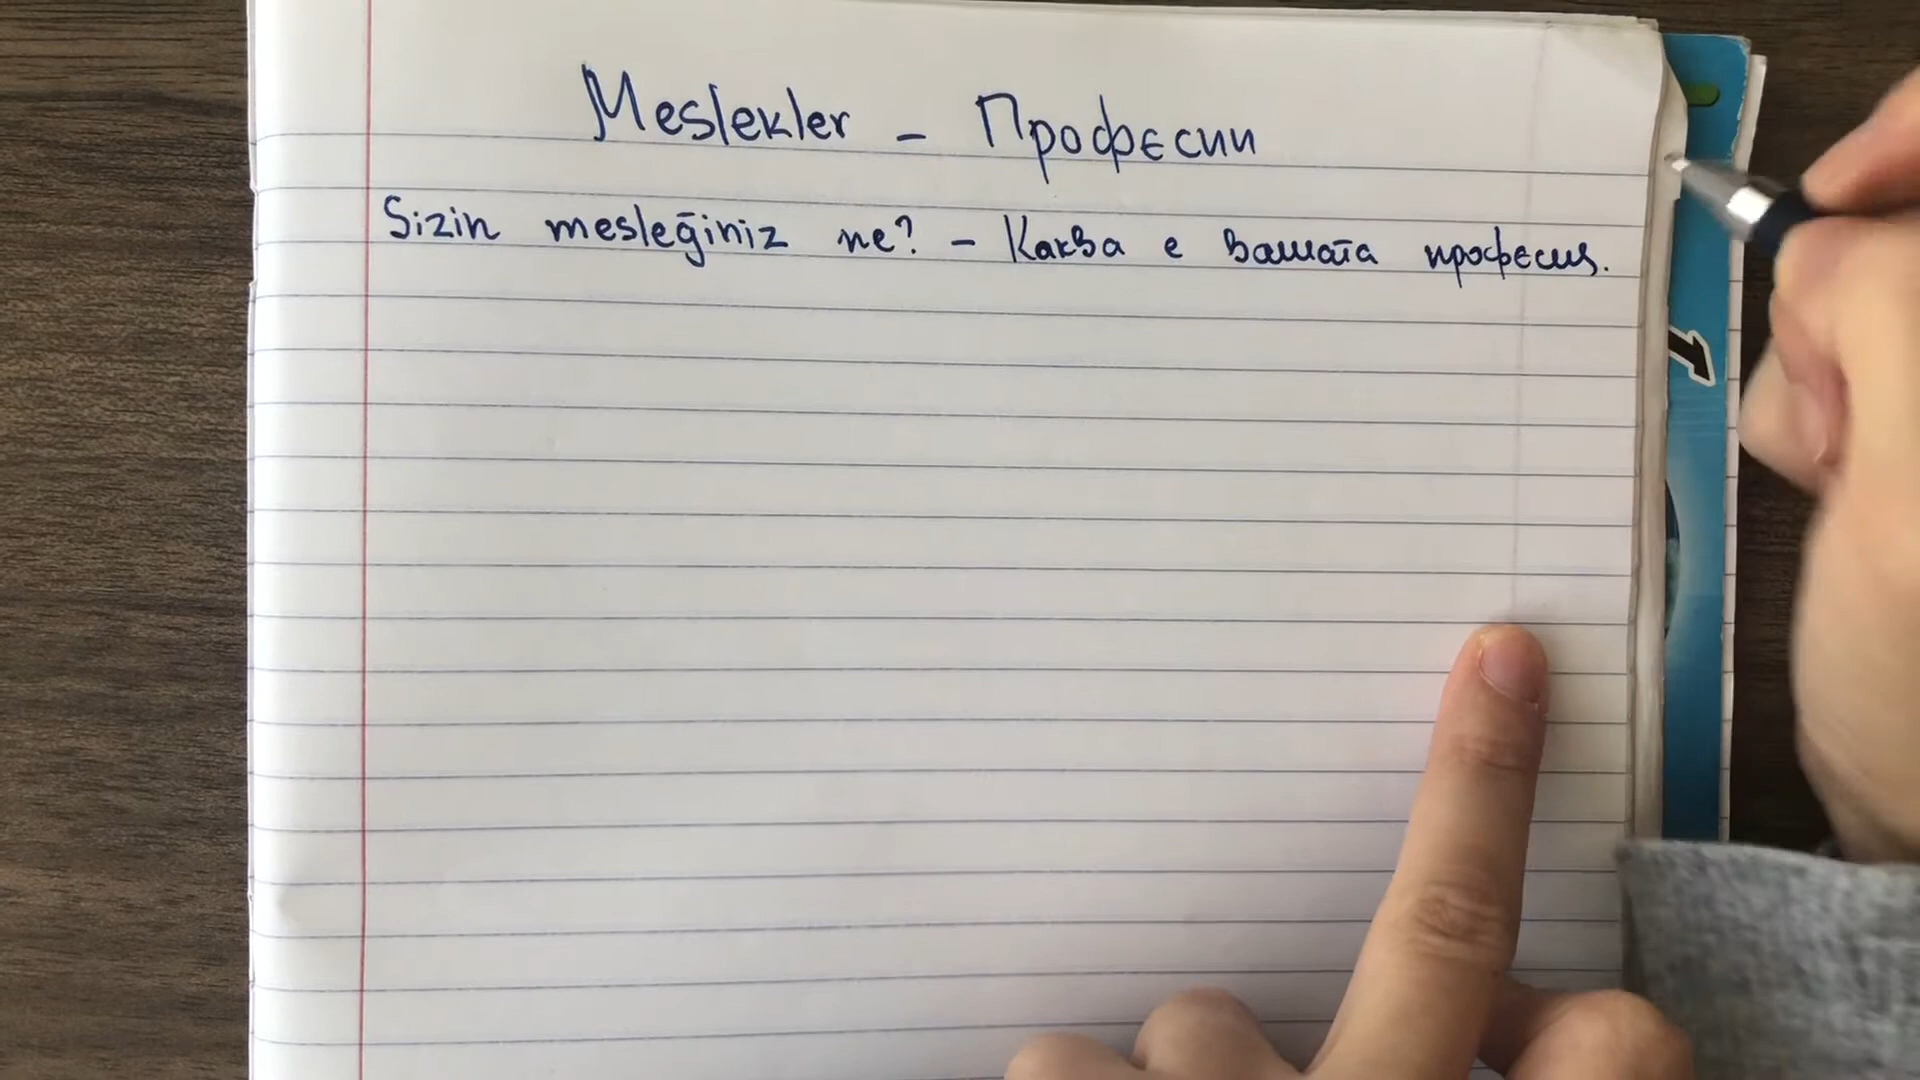 Meslekler - Професии
Sizin mesleğiniz ne? - Каква е вашата професия.